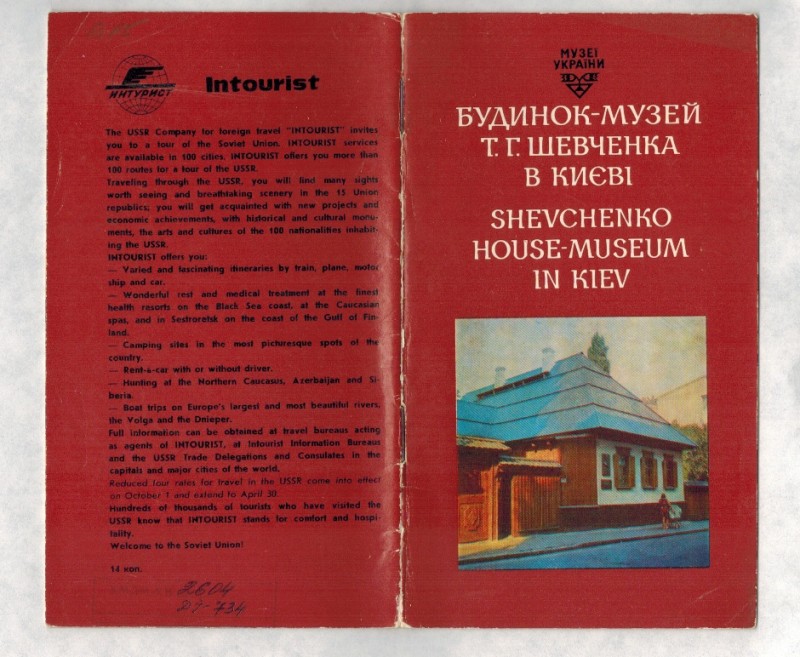 ИНТУРИСТ
Intourist
The USSR Company for foreign travel "INTOURIST" invites
you to a tour of the Soviet Union. INTOURIST services
are available in 100 cities. INTOURIST offers you more than
100 routes for a tour of the USSR.
Traveling through the USSR, you will find many sights
worth seeing and breathtaking scenery in the 15 Union
republics; you will get acquainted with new projects and
economic achievements, with historical and cultural monu-
ments, the arts and cultures of the 100 nationalities inhabit-
ing the USSR.
INTOURIST offers you:
— Varied and fascinating itineraries by train, plane, motor
ship and car.
— Wonderful rest and medical treatment at the finest
health resorts on the Black Sea coast, at the Caucasian
spas, and in Sestroretsk on the coast of the Gulf of Fin-
land.
— Camping sites in the most picturesque spots of the
country.
— Rent-a-car with or without driver.
— Hunting at the Northern Caucasus, Azerbaijan and Si-
beria.
— Boat trips on Europe's largest and most beautiful rivers,
the Volga and the Dnieper.
Full information can be obtained at travel bureaus acting
as agents of INTOURIST, at Intourist Information Bureaus
and the USSR Trade Delegations and Consulates in the
capitals and major cities of the world.
Reduced tour rates for travel in the USSR come into effect
on October 1 and extend to April 30.
Hundreds of thousands of tourists who have visited the
USSR know that INTOURIST stands for comfort and hospi-
tality.
Welcome to the Soviet Union!
14 коп.
МУЗЕЇ
УКРАЇНИ
БУДИНОК-МУЗЕЙ
Т. Г. ШЕВЧЕНКА
В КИЄВІ
SHEVCHENKO
HOUSE-MUSEUM
IN KIEV